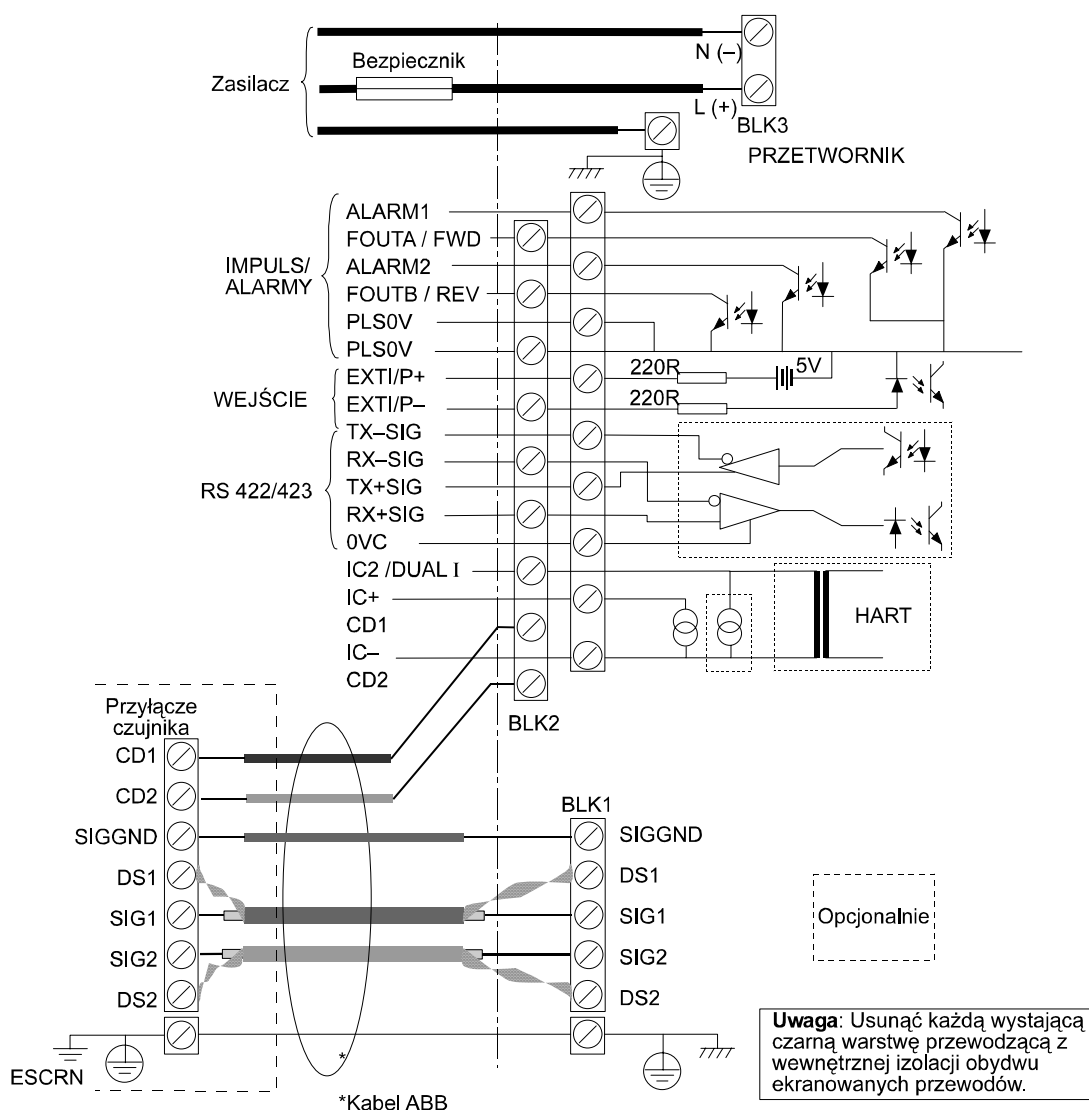 N (–)
Bezpiecznik
Zasilacz
L (+)
BLK3
PRZETWORNIK
ALARM1
FOUTA / FWD
ALARM2
IMPULS/
ALARMY
FOUTB / REV
PLS0V
PLS0V
EXTI/P+
220R
5V
WEJŚCIE
EXTI/P–
220R
TX–SIG
RX–SIG
RS 422/423
TX+SIG
RX+SIG
0VC
IC2 /DUAL I
IC+
HART
CD1
IC–
CD2
BLK2
Przyłącze
czujnika
CD1
CD2
BLK1
SIGGND
SIGGND
DS1
DS1
SIG1
SIG1
Opcjonalnie
SIG2
SIG2
DS2
DS2
ESCRN
*
*Kabel ABB
Uwaga: Usunąć każdą wystającą
czarną warstwę przewodzącą z
wewnętrznej izolacji obydwu
ekranowanych przewodów.